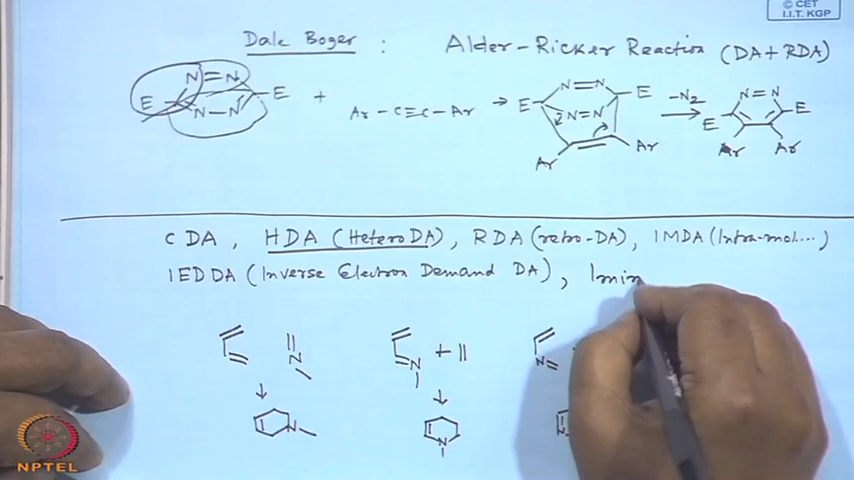 © CET
I.I.T. KGP
Dale Boger : Alder-Ricker Reaction (DA + RDA)
E N=N N-N E + Ar-C≡C-Ar → E N=N N=N E Ar Ar -N2 → E N=N E Ar Ar
CDA, HDA (Hetero DA), RDA (retro-DA), IMDA (Intra-mol....)
IEDDA (Inverse Electron Demand DA), Imin
N N + N
N N
NPTEL